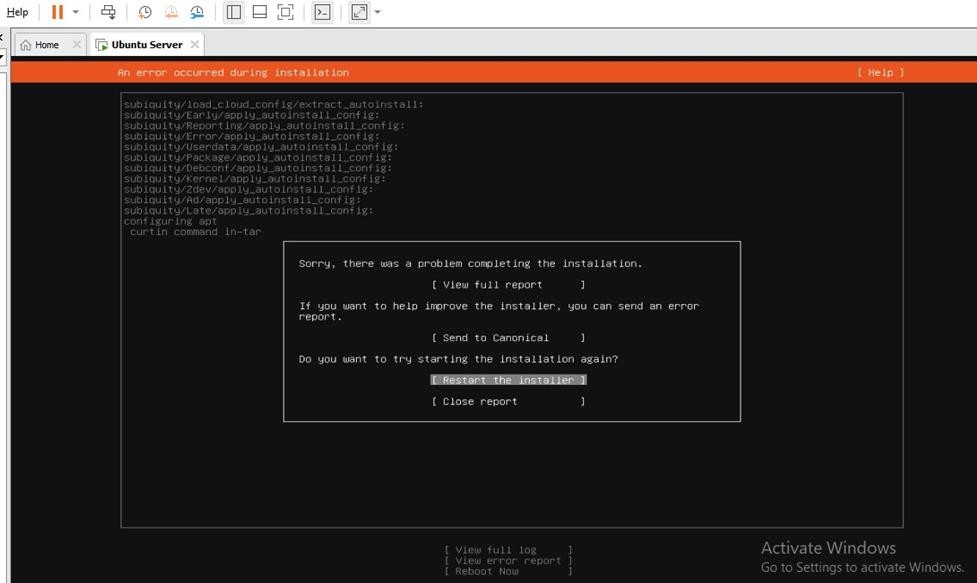 Help
Home
Ubuntu Server
An error occurred during installation
[ Help ]
subiquity/load_cloud_config/extract_autoinstall:
subiquity/Early/apply_autoinstall_config:
subiquity/Reporting/apply_autoinstall_config:
subiquity/Error/apply_autoinstall_config:
subiquity/Userdata/apply_autoinstall_config:
subiquity/Package/apply_autoinstall_config:
subiquity/Debconf/apply_autoinstall_config:
subiquity/Kernel/apply_autoinstall_config:
subiquity/Zdev/apply_autoinstall_config:
subiquity/Ad/apply_autoinstall_config:
subiquity/Late/apply_autoinstall_config:
configuring apt
curtin command in-tar
Sorry, there was a problem completing the installation.
[ View full report ]
If you want to help improve the installer, you can send an error
report.
[ Send to Canonical ]
Do you want to try starting the installation again?
[ Restart the installer ]
[ Close report ]
[ View full log ]
[ View error report ]
[ Reboot Now ]
Activate Windows
Go to Settings to activate Windows.